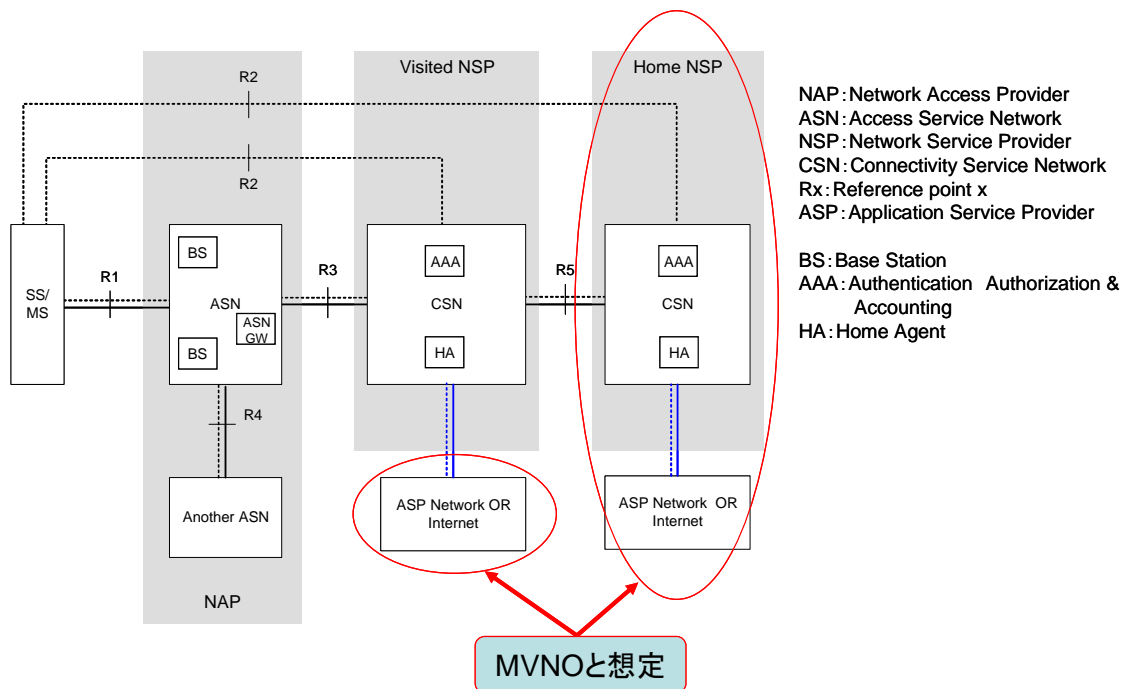 Visited NSP
Home NSP
R2
R2
NAP：Network Access Provider
ASN：Access Service Network
NSP：Network Service Provider
CSN：Connectivity Service Network
Rx：Reference point x
ASP：Application Service Provider
BS：Base Station
AAA：Authentication Authorization &
Accounting
HA：Home Agent
SS/
MS
R1
BS
ASN
ASN
GW
BS
R3
AAA
CSN
HA
R5
AAA
CSN
HA
R4
Another ASN
ASP Network OR
Internet
ASP Network OR
Internet
NAP
MVNOと想定